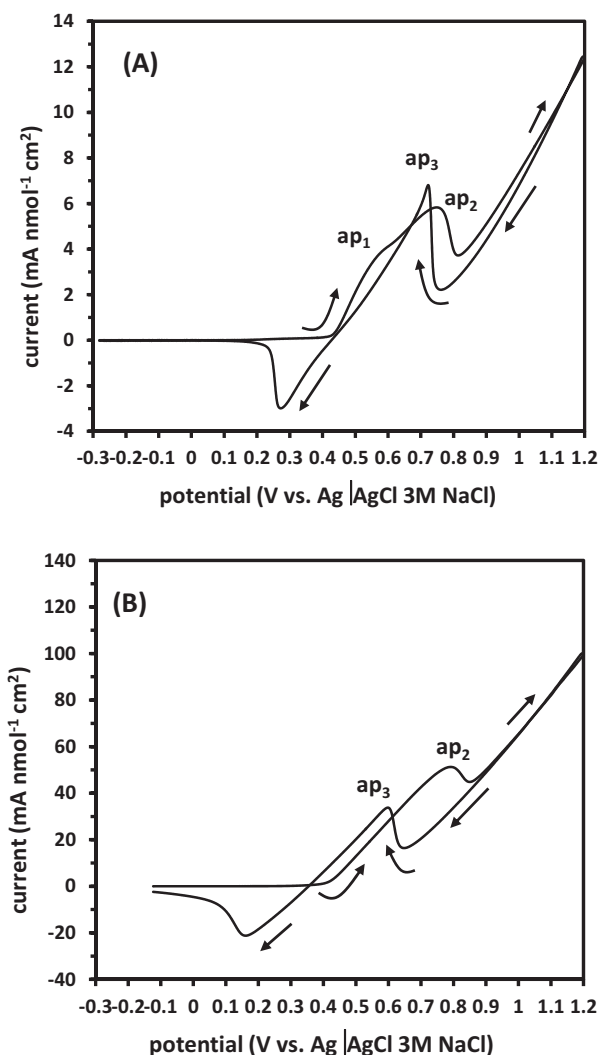 14
12
10
8
6
4
2
0
-2
-4
(A)
ap₃
ap₂
ap₁
current (mA nmol⁻¹ cm²)
-0.3 -0.2 -0.1 0 0.1 0.2 0.3 0.4 0.5 0.6 0.7 0.8 0.9 1 1.1 1.2
potential (V vs. Ag |AgCl 3M NaCl)
140
120
100
80
60
40
20
0
-20
-40
(B)
ap₂
ap₃
current (mA nmol⁻¹ cm²)
-0.3 -0.2 -0.1 0 0.1 0.2 0.3 0.4 0.5 0.6 0.7 0.8 0.9 1 1.1 1.2
potential (V vs. Ag |AgCl 3M NaCl)